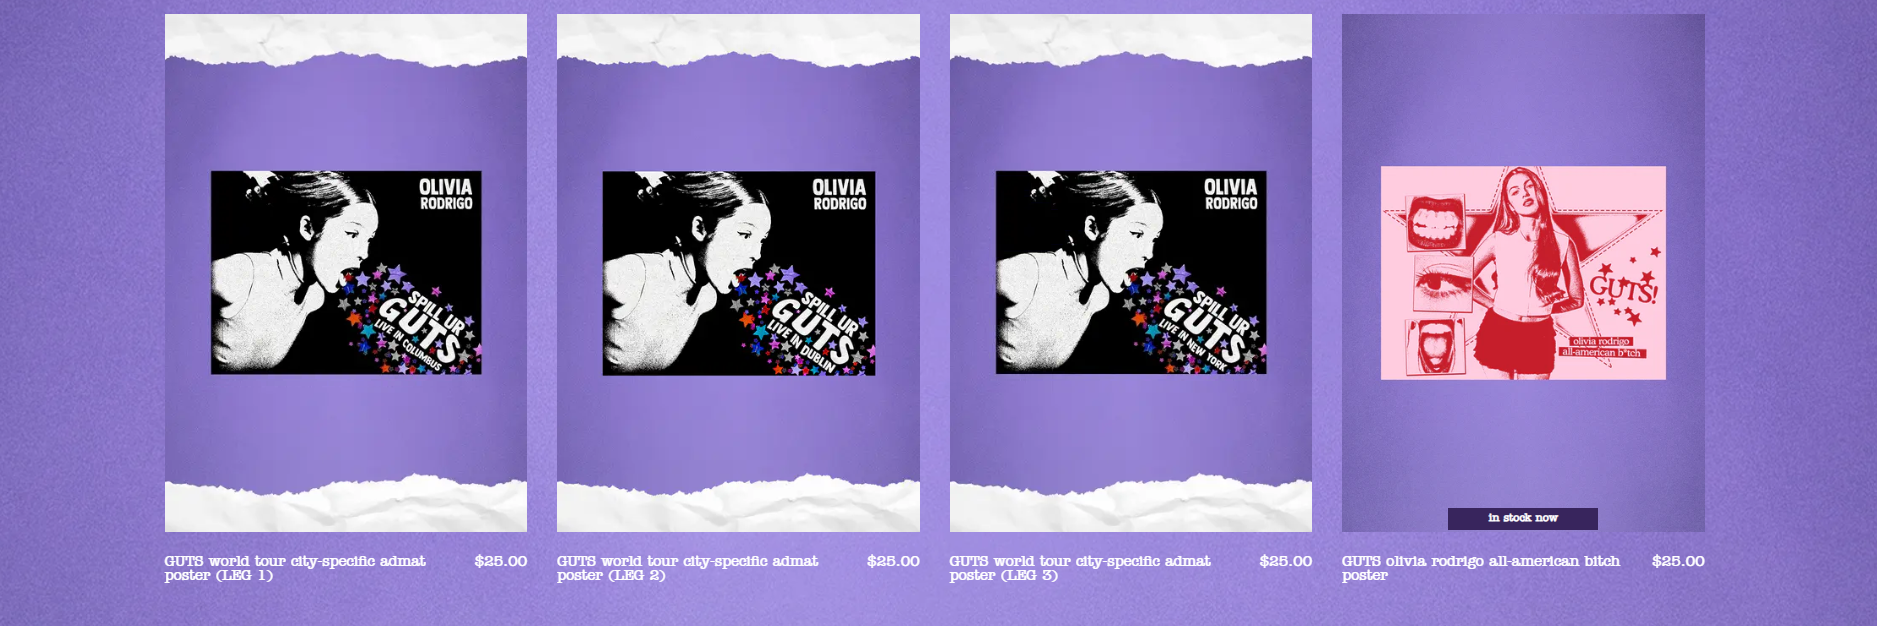 OLIVIA
RODRIGO
SPILL UR
GUTS
LIVE IN COLUMBUS
GUTS world tour city-specific admat
poster (LEG 1)
$25.00
OLIVIA
RODRIGO
SPILL UR
GUTS
LIVE IN DUBLIN
GUTS world tour city-specific admat
poster (LEG 2)
$25.00
OLIVIA
RODRIGO
SPILL UR
GUTS
LIVE IN NEW YORK
GUTS world tour city-specific admat
poster (LEG 3)
$25.00
GUTS!
olivia rodrigo
all-american b*tch
in stock now
GUTS olivia rodrigo all-american bitch
poster
$25.00